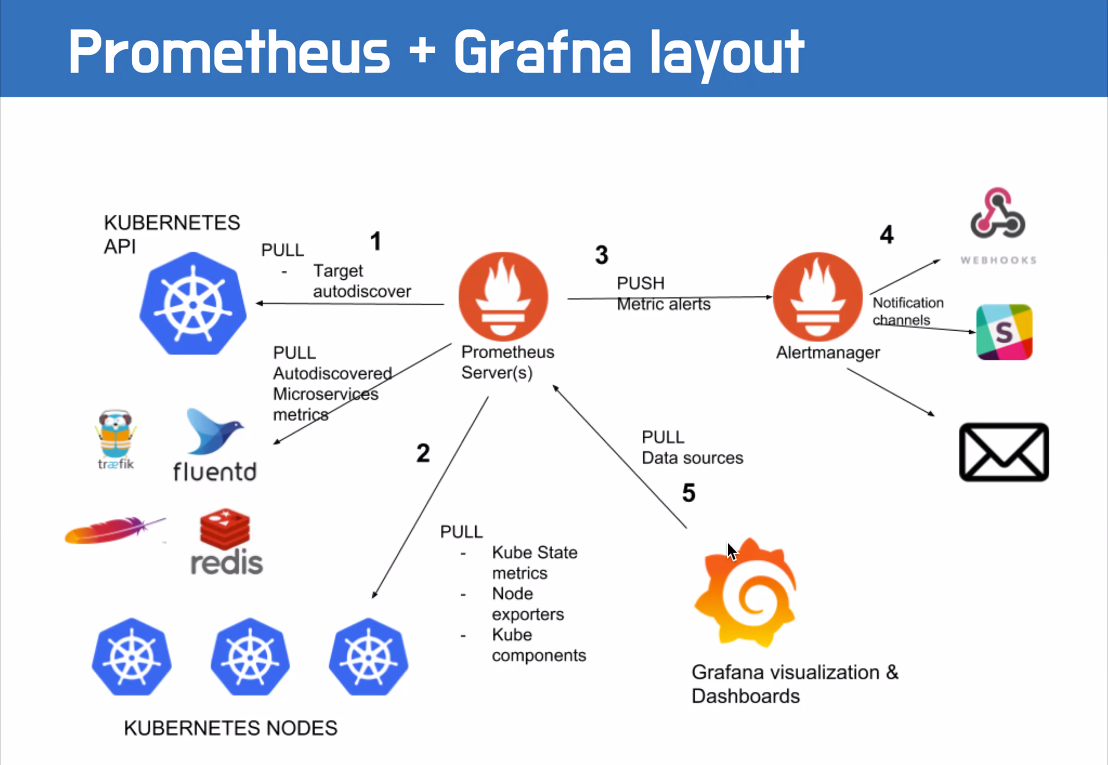 Prometheus + Grafna layout
KUBERNETES
API
PULL
- Target
autodiscover
1
Prometheus
Server(s)
3
PUSH
Metric alerts
Alertmanager
4
WEBHOOKS
Notification
channels
S
PULL
Autodiscovered
Microservices
metrics
træfik
fluentd
redis
2
PULL
- Kube State
metrics
- Node
exporters
- Kube
components
KUBERNETES NODES
PULL
Data sources
5
Grafana visualization &
Dashboards